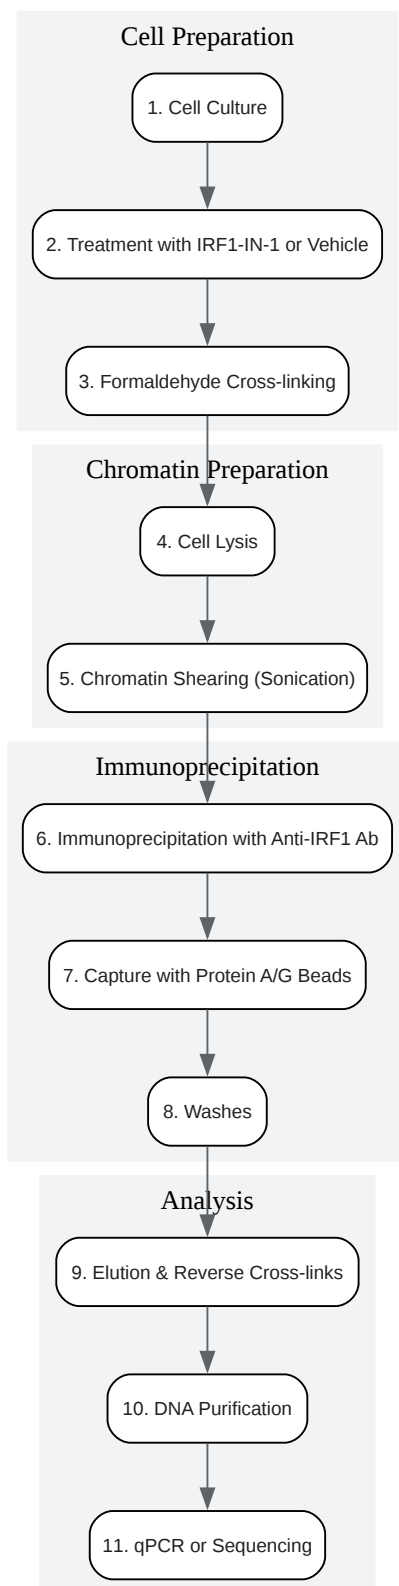 Cell Preparation
1. Cell Culture
2. Treatment with IRF1-IN-1 or Vehicle
3. Formaldehyde Cross-linking
Chromatin Preparation
4. Cell Lysis
5. Chromatin Shearing (Sonication)
Immunoprecipitation
6. Immunoprecipitation with Anti-IRF1 Ab
7. Capture with Protein A/G Beads
8. Washes
Analysis
9. Elution & Reverse Cross-links
10. DNA Purification
11. qPCR or Sequencing